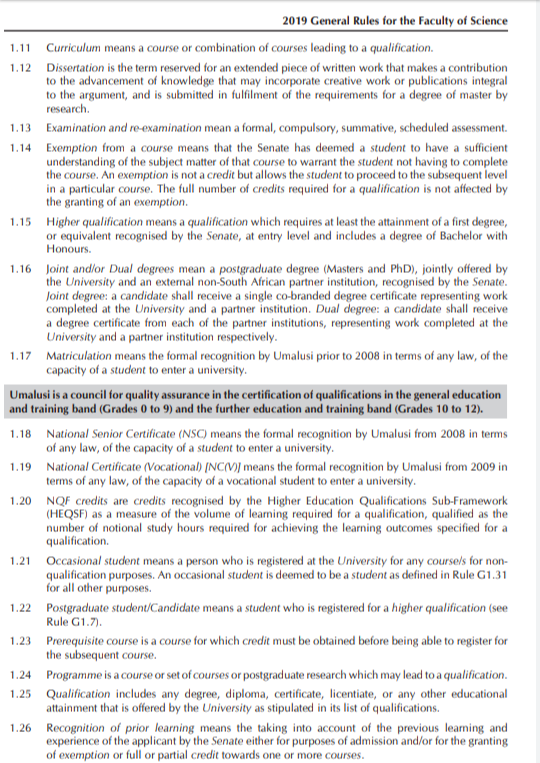 2019 General Rules for the Faculty of Science
1.11 Curriculum means a course or combination of courses leading to a qualification.
1.12 Dissertation is the term reserved for an extended piece of written work that makes a contribution
to the advancement of knowledge that may incorporate creative work or publications integral
to the argument, and is submitted in fulfilment of the requirements for a degree of master by
research.
1.13 Examination and re-examination mean a formal, compulsory, summative, scheduled assessment.
1.14 Exemption from a course means that the Senate has deemed a student to have a sufficient
understanding of the subject matter of that course to warrant the student not having to complete
the course. An exemption is not a credit but allows the student to proceed to the subsequent level
in a particular course. The full number of credits required for a qualification is not affected by
the granting of an exemption.
1.15 Higher qualification means a qualification which requires at least the attainment of a first degree,
or equivalent recognised by the Senate, at entry level and includes a degree of Bachelor with
Honours.
1.16 Joint and/or Dual degrees mean a postgraduate degree (Masters and PhD), jointly offered by
the University and an external non-South African partner institution, recognised by the Senate.
Joint degree: a candidate shall receive a single co-branded degree certificate representing work
completed at the University and a partner institution. Dual degree: a candidate shall receive
a degree certificate from each of the partner institutions, representing work completed at the
University and a partner institution respectively.
1.17 Matriculation means the formal recognition by Umalusi prior to 2008 in terms of any law, of the
capacity of a student to enter a university.
Umalusi is a council for quality assurance in the certification of qualifications in the general education
and training band (Grades 0 to 9) and the further education and training band (Grades 10 to 12).
1.18 National Senior Certificate (NSC) means the formal recognition by Umalusi from 2008 in terms
of any law, of the capacity of a student to enter a university.
1.19 National Certificate (Vocational) [NC(V)] means the formal recognition by Umalusi from 2009 in
terms of any law, of the capacity of a vocational student to enter a university.
1.20 NQF credits are credits recognised by the Higher Education Qualifications Sub-Framework
(HEQSF) as a measure of the volume of learning required for a qualification, qualified as the
number of notional study hours required for achieving the learning outcomes specified for a
qualification.
1.21 Occasional student means a person who is registered at the University for any course/s for non-
qualification purposes. An occasional student is deemed to be a student as defined in Rule G1.31
for all other purposes.
1.22 Postgraduate student/Candidate means a student who is registered for a higher qualification (see
Rule G1.7).
1.23 Prerequisite course is a course for which credit must be obtained before being able to register for
the subsequent course.
1.24 Programme is a course or set of courses or postgraduate research which may lead to a qualification.
1.25 Qualification includes any degree, diploma, certificate, licentiate, or any other educational
attainment that is offered by the University as stipulated in its list of qualifications.
1.26 Recognition of prior learning means the taking into account of the previous learning and
experience of the applicant by the Senate either for purposes of admission and/or for the granting
of exemption or full or partial credit towards one or more courses.